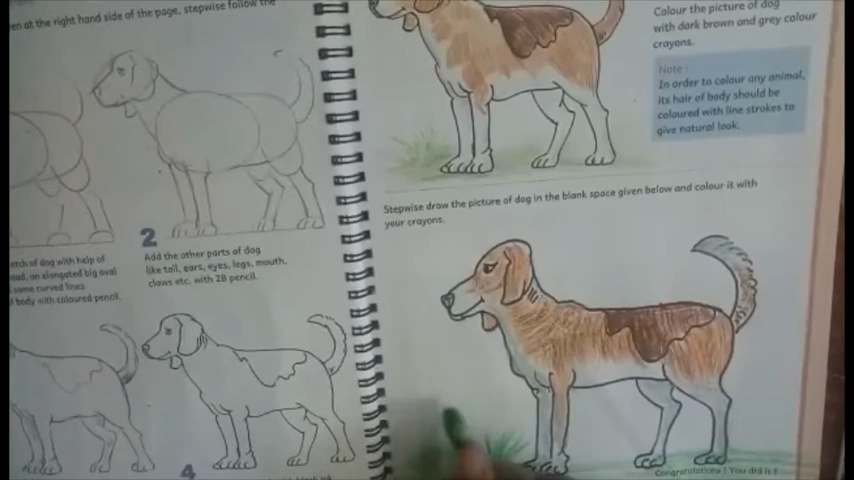 en at the right hand side of the page, stepwise follow the
2
Add the other parts of dog
like tail, ears, eyes, legs, mouth,
claws etc. with 2B pencil.
etch of dog with help of
ead, an elongated big oval
some curved lines
body with coloured pencil.
4
Colour the picture of dog
with dark brown and grey colour
crayons.
Note :
In order to colour any animal,
its hair of body should be
coloured with line strokes to
give natural look.
Stepwise draw the picture of dog in the blank space given below and colour it with
your crayons.
Congratulations ! You did it !